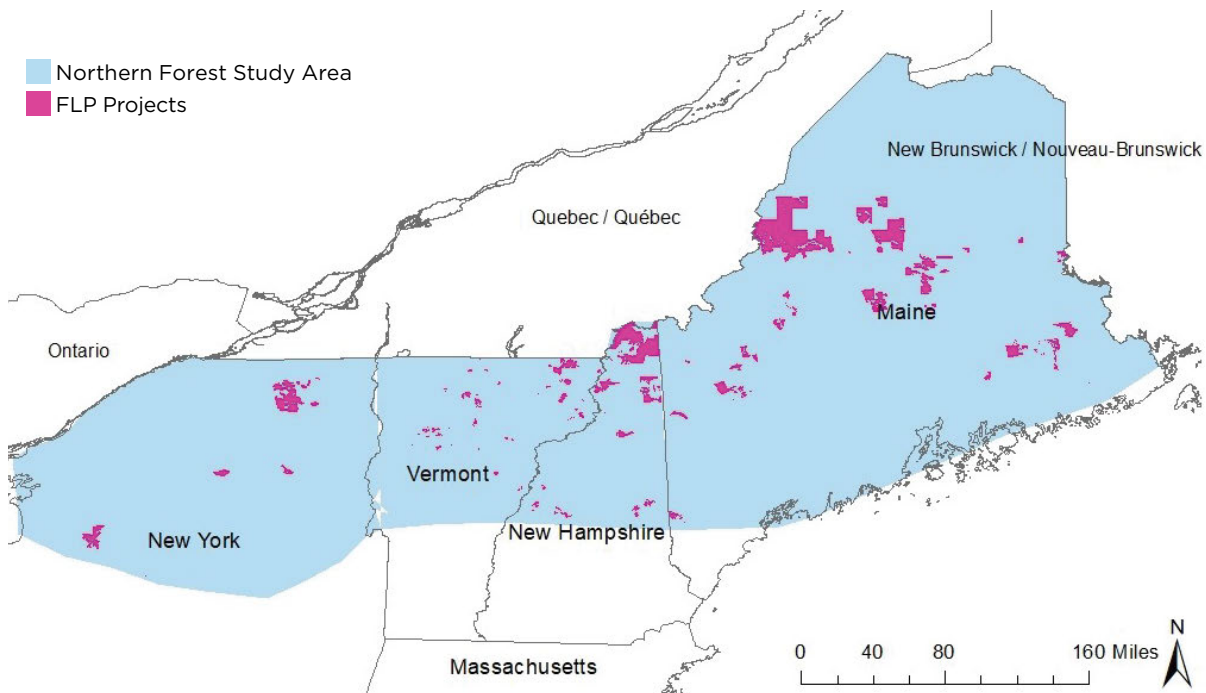 Northern Forest Study Area
FLP Projects
New Brunswick / Nouveau-Brunswick
Quebec / Québec
Ontario
Maine
Vermont
New York
New Hampshire
Massachusetts
N
0 40 80 160 Miles